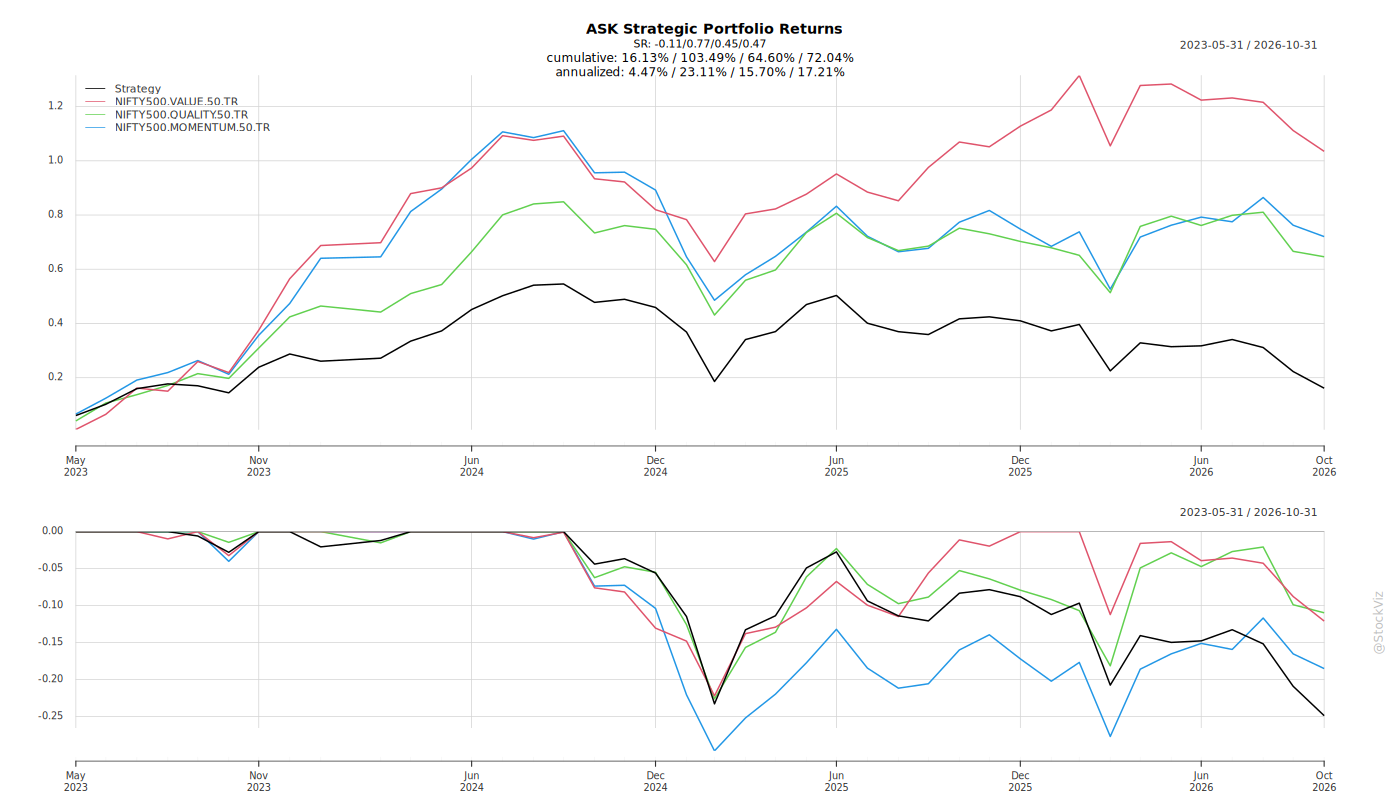 ASK Strategic Portfolio Returns
SR: -0.11/0.77/0.45/0.47
cumulative: 16.13% / 103.49% / 64.60% / 72.04%
annualized: 4.47% / 23.11% / 15.70% / 17.21%
2023-05-31 / 2026-10-31
Strategy
NIFTY500.VALUE.50.TR
NIFTY500.QUALITY50.TR
NIFTY500.MOMENTUM.50.TR
1.2
1.0
0.8
0.6
0.4
0.2
May Nov Jun Dec Jun Dec Jun Oct
2023 2023 2024 2024 2025 2025 2026 2026
2023-05-31 / 2026-10-31
0.00
-0.05
-0.10
-0.15
-0.20
-0.25
May Nov Jun Dec Jun Dec Jun Oct
2023 2023 2024 2024 2025 2025 2026 2026
@StockViz